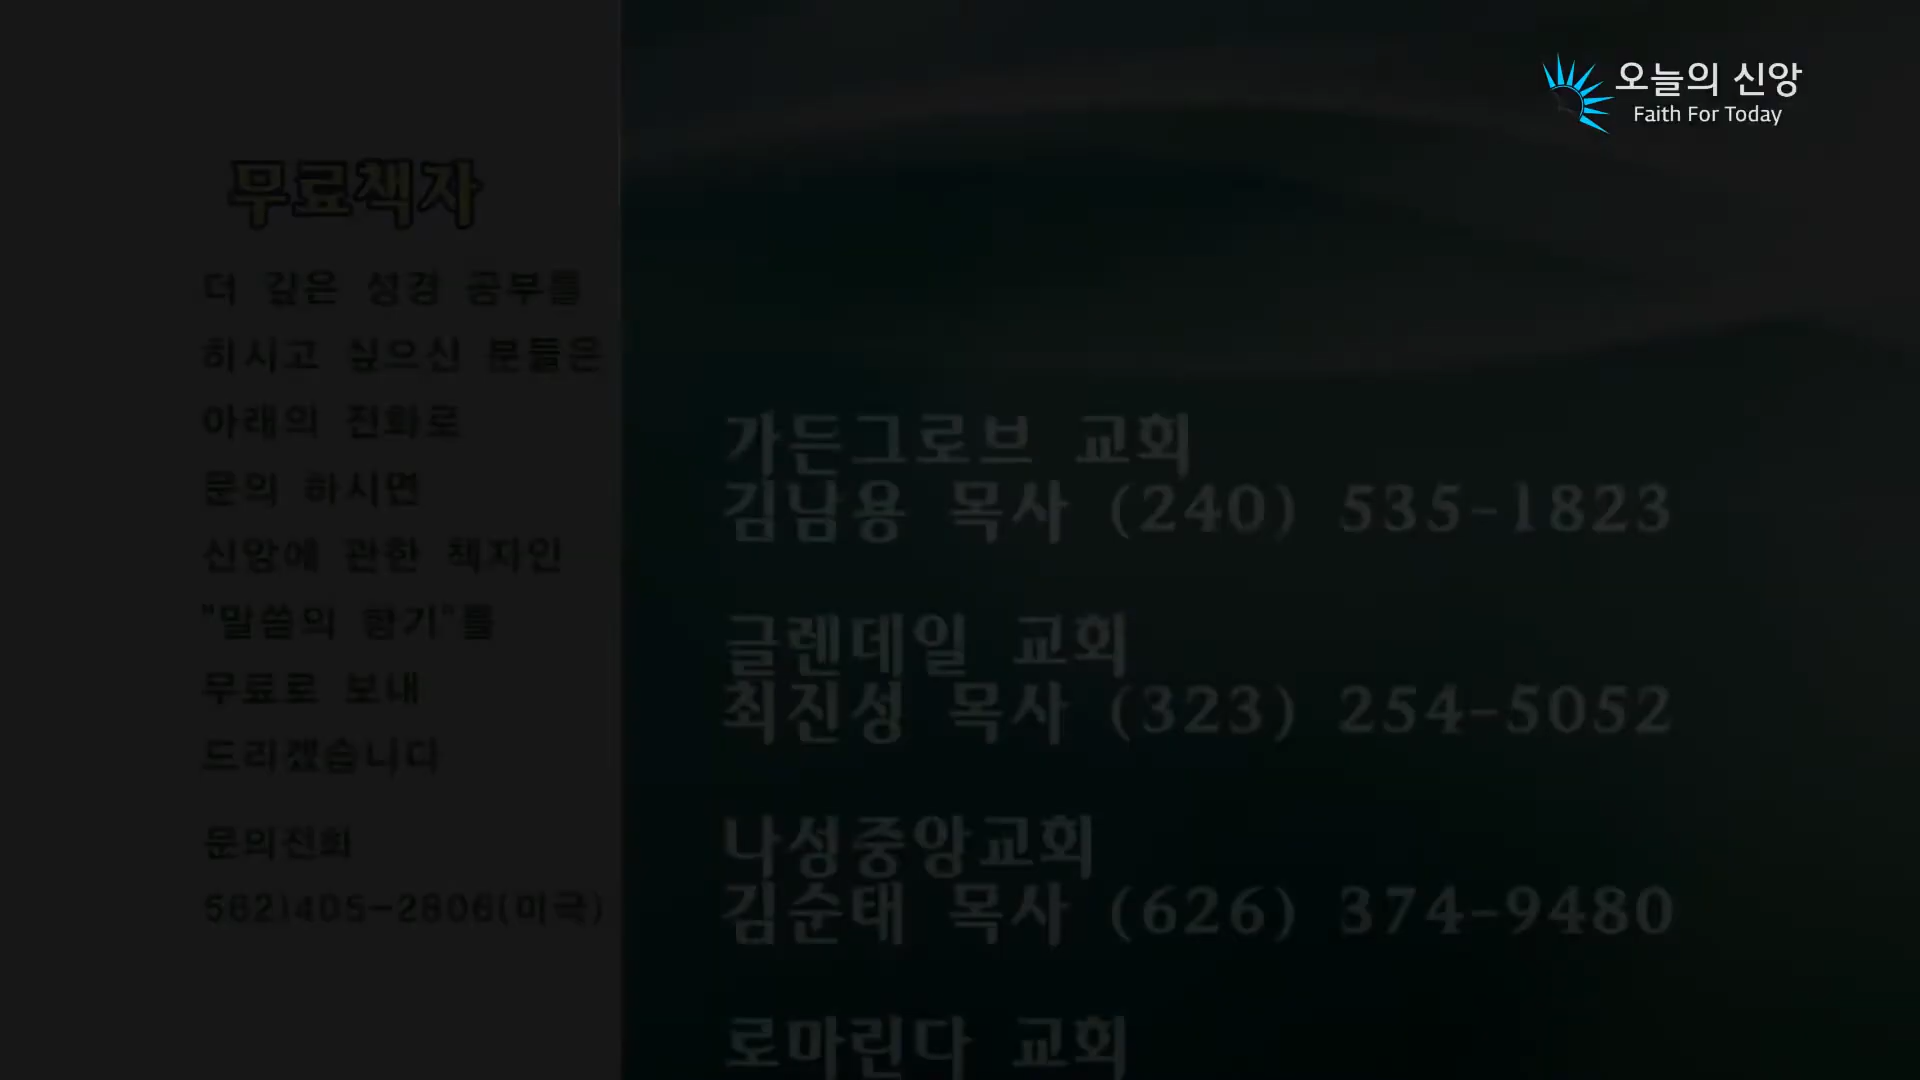 오늘의 신앙
Faith For Today
무료책자
더 깊은 성경 공부를
하시고 싶으신 분들은
아래의 전화로
문의 하시면
신앙에 관한 책자인
"말씀의 향기"를
무료로 보내
드리겠습니다
문의전화
562)405-2806(미국)
가든그로브 교회
김남용 목사 (240) 535-1823
글렌데일 교회
최진성 목사 (323) 254-5052
나성중앙교회
김순태 목사 (626) 374-9480
로마린다 교회